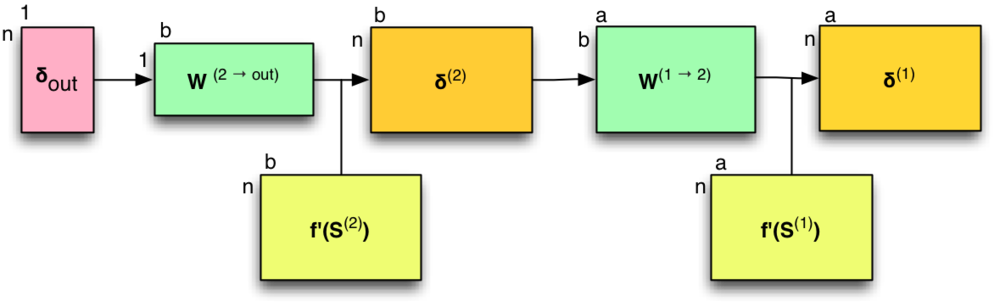 1
n
δout
b
1
W (2 → out)
b
n
δ(2)
a
b
W(1 → 2)
a
n
δ(1)
b
n
f'(S(2))
a
n
f'(S(1))